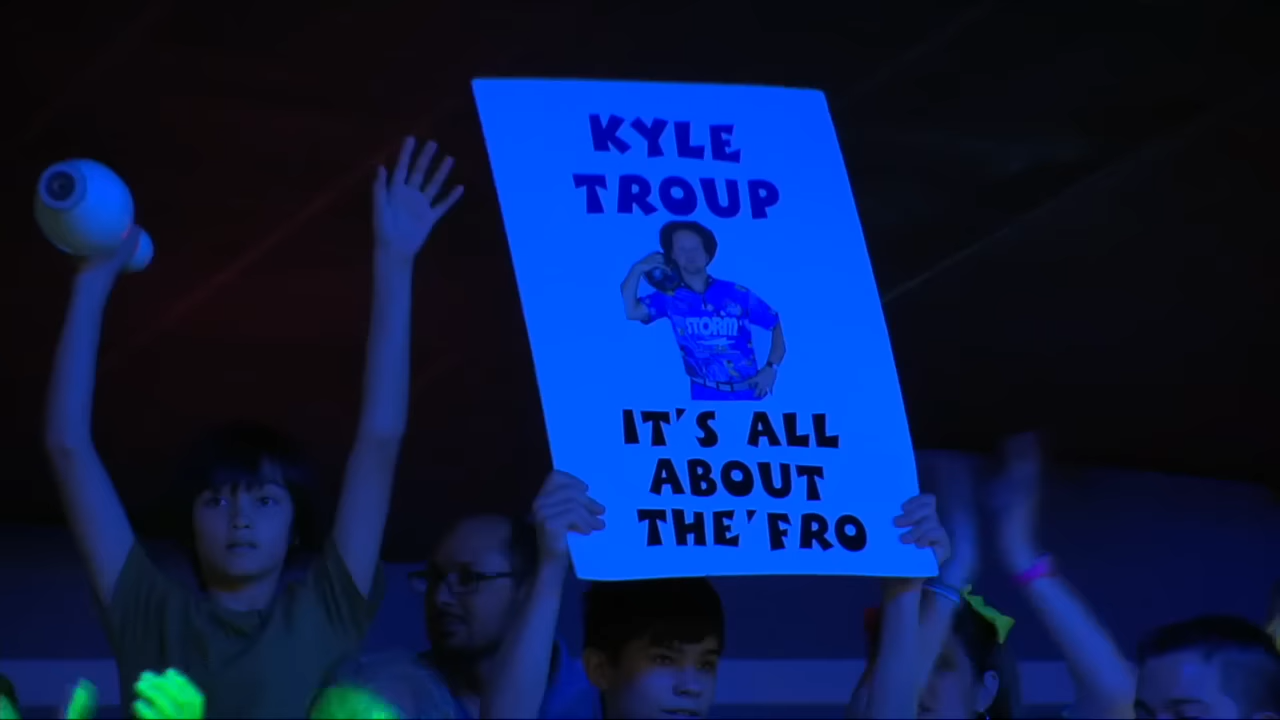 KYLE
TROUP
STORM
IT'S ALL
ABOUT
THE 'FRO